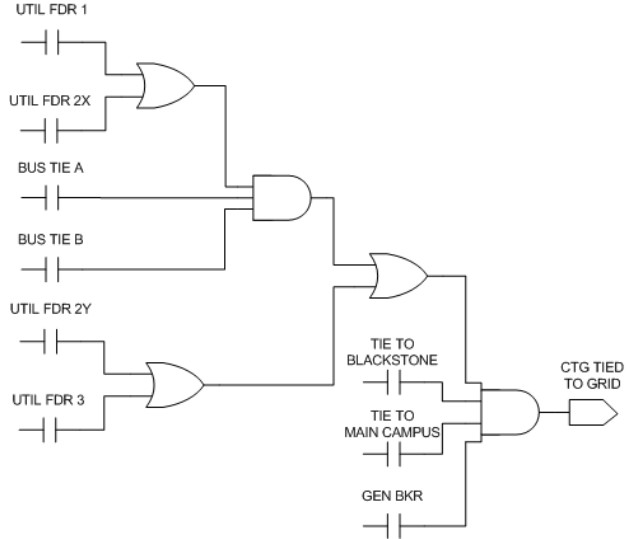 UTIL FDR 1
UTIL FDR 2X
BUS TIE A
BUS TIE B
UTIL FDR 2Y
UTIL FDR 3
TIE TO
BLACKSTONE
TIE TO
MAIN CAMPUS
GEN BKR
CTG TIED
TO GRID